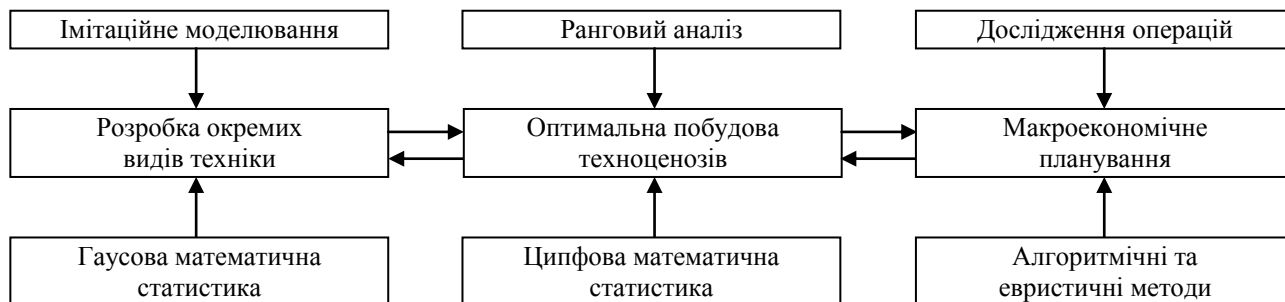 Імітаційне моделювання
Ранговий аналіз
Дослідження операцій
Розробка окремих
видів техніки
Оптимальна побудова
техноценозів
Макроекономічне
планування
Гаусова математична
статистика
Ципфова математична
статистика
Алгоритмічні та
евристичні методи